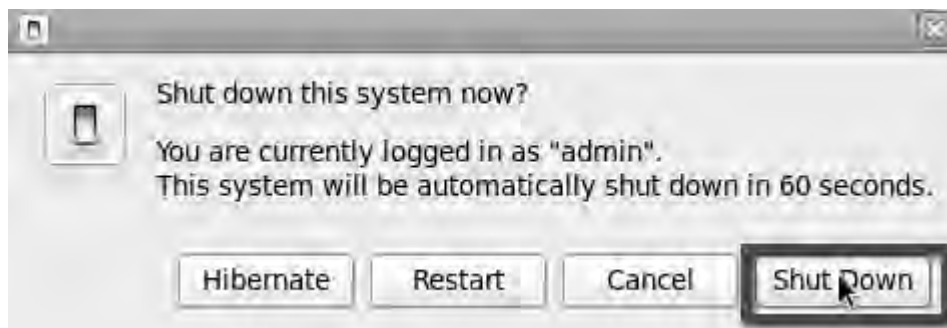 Shut down this system now?
You are currently logged in as "admin".
This system will be automatically shut down in 60 seconds.
Hibernate Restart Cancel Shut Down